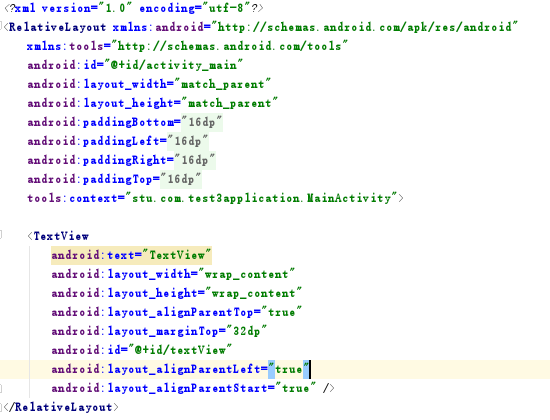 <?xml version="1.0" encoding="utf-8"?>
<RelativeLayout xmlns:android="http://schemas.android.com/apk/res/android"
    xmlns:tools="http://schemas.android.com/tools"
    android:id="@+id/activity_main"
    android:layout_width="match_parent"
    android:layout_height="match_parent"
    android:paddingBottom="16dp"
    android:paddingLeft="16dp"
    android:paddingRight="16dp"
    android:paddingTop="16dp"
    tools:context="stu.com.test3application.MainActivity">

    <TextView
        android:text="TextView"
        android:layout_width="wrap_content"
        android:layout_height="wrap_content"
        android:layout_alignParentTop="true"
        android:layout_marginTop="32dp"
        android:id="@+id/textView"
        android:layout_alignParentLeft="true"
        android:layout_alignParentStart="true" />
</RelativeLayout>